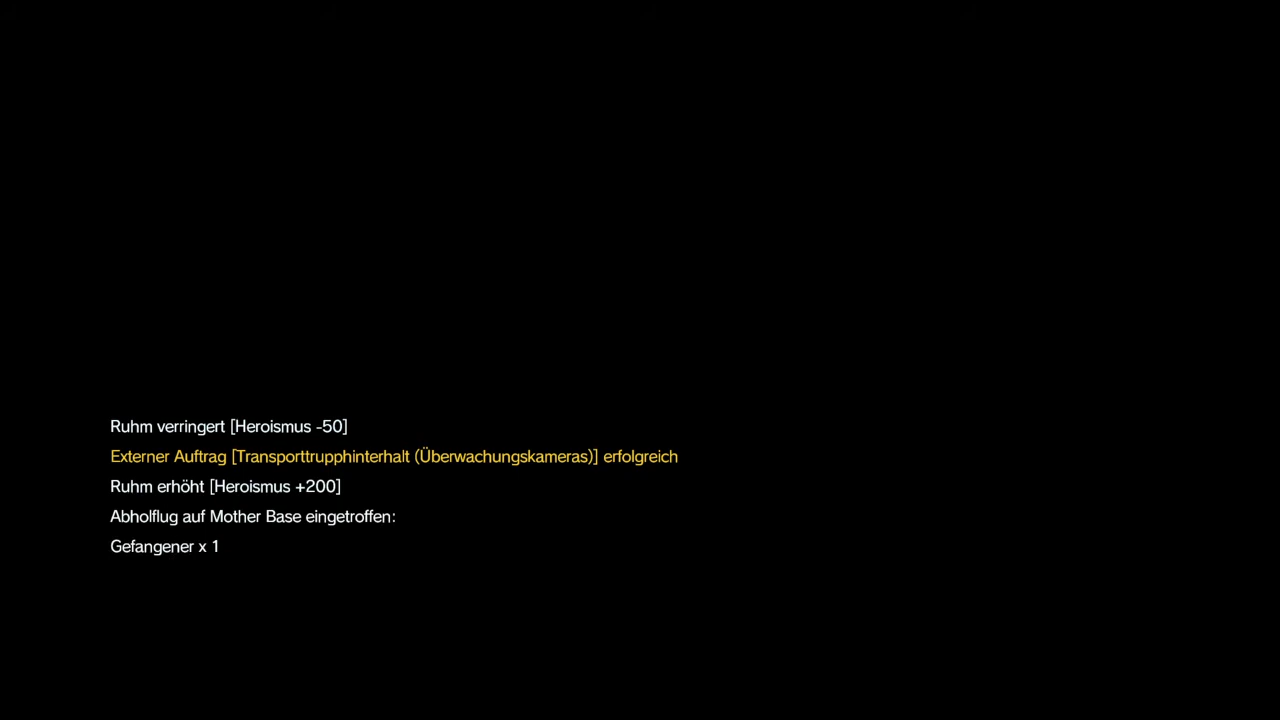 Ruhm verringert [Heroismus -50]
Externer Auftrag [Transporttrupphinterhalt (Überwachungskameras)] erfolgreich
Ruhm erhöht [Heroismus +200]
Abholflug auf Mother Base eingetroffen:
Gefangener x 1